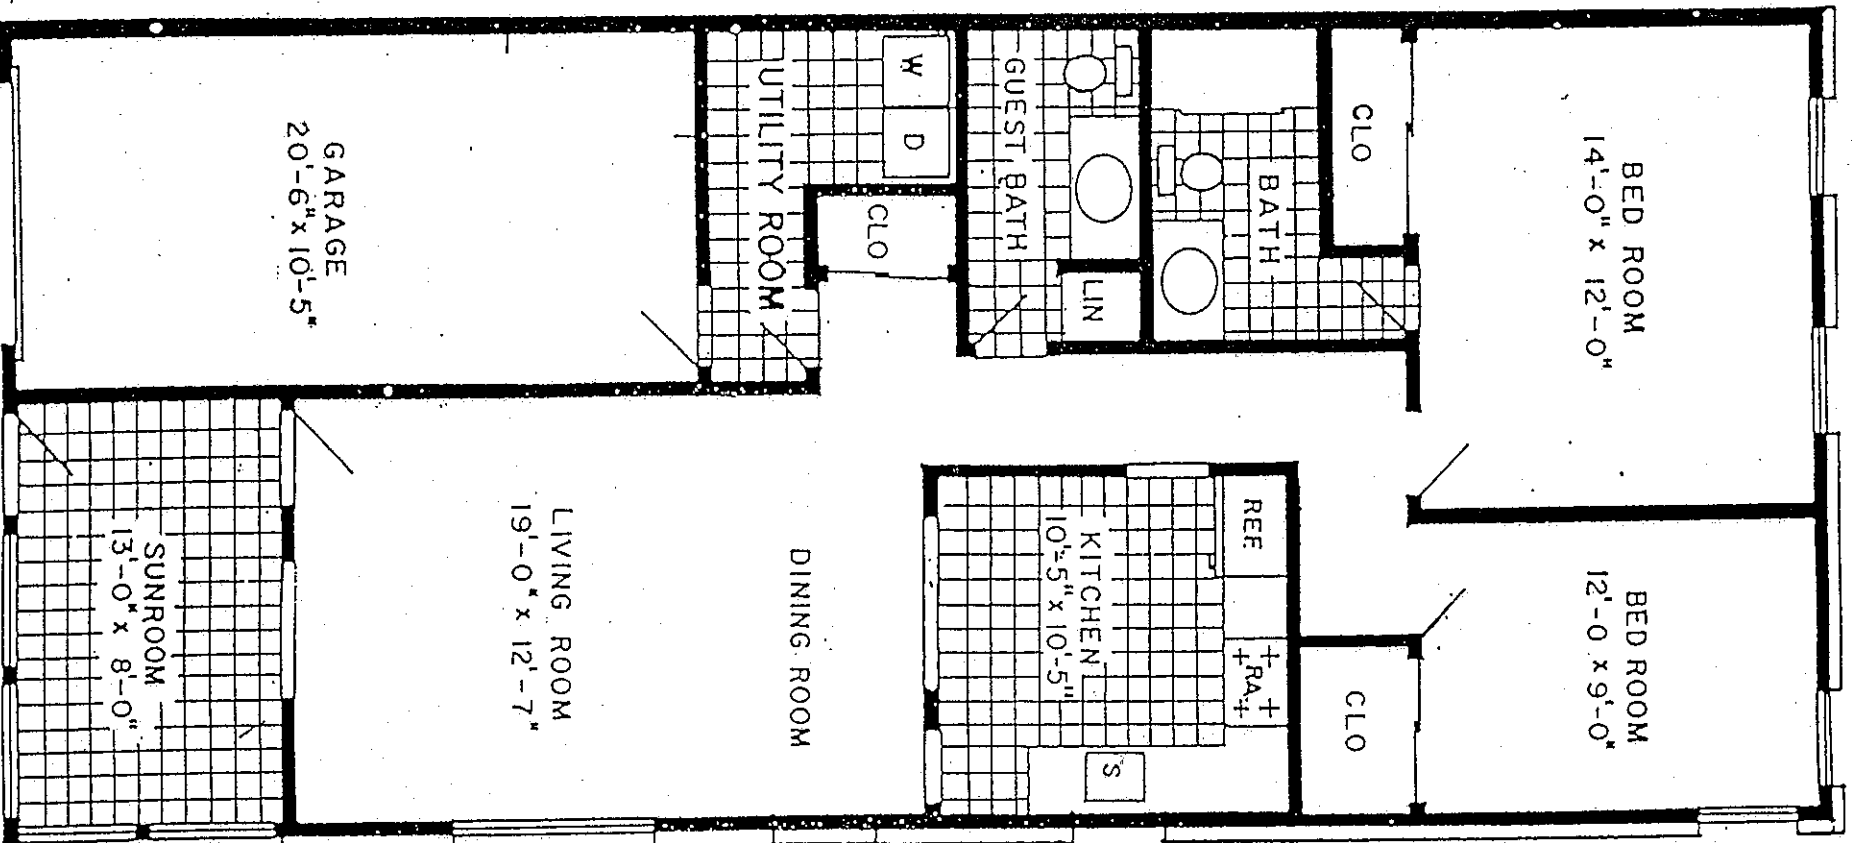 BED ROOM
14'-0" x 12'-0"
BED ROOM
12'-0 x 9'-0"
CLO
CLO
BATH
LIN
GUEST BATH
REF
RA.
S
KITCHEN
10'-5" x 10'-5"
W
D
CLO
UTILITY ROOM
DINING ROOM
LIVING ROOM
19'-0" x 12'-7"
GARAGE
20'-6" x 10'-5"
SUNROOM
13'-0" x 8'-0"